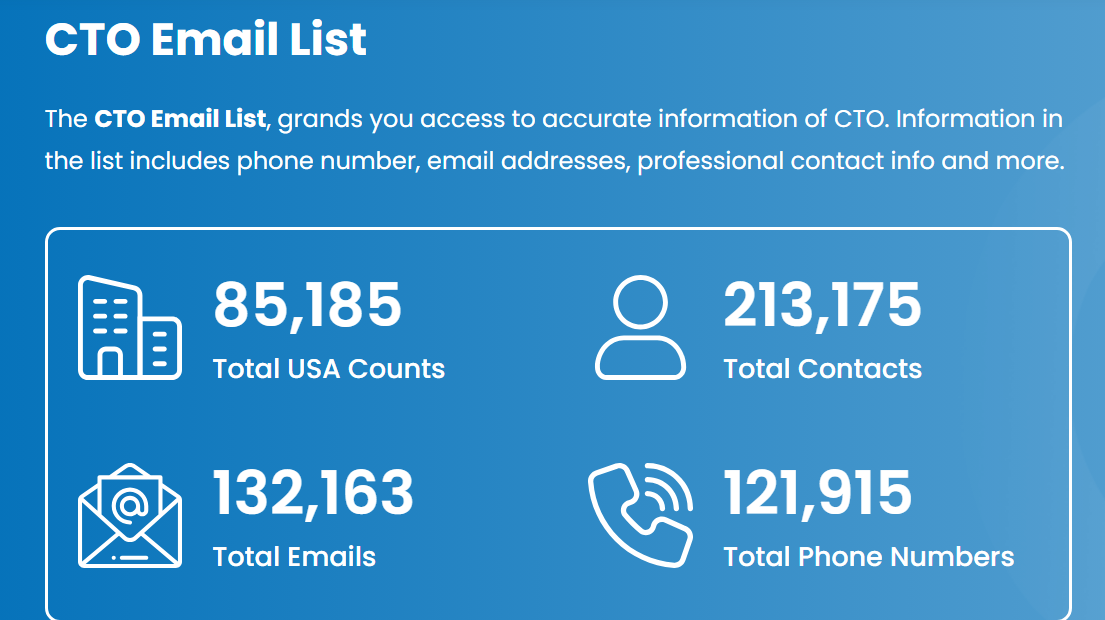 CTO Email List
The CTO Email List, grands you access to accurate information of CTO. Information in
the list includes phone number, email addresses, professional contact info and more.
85,185
Total USA Counts
213,175
Total Contacts
132,163
Total Emails
121,915
Total Phone Numbers